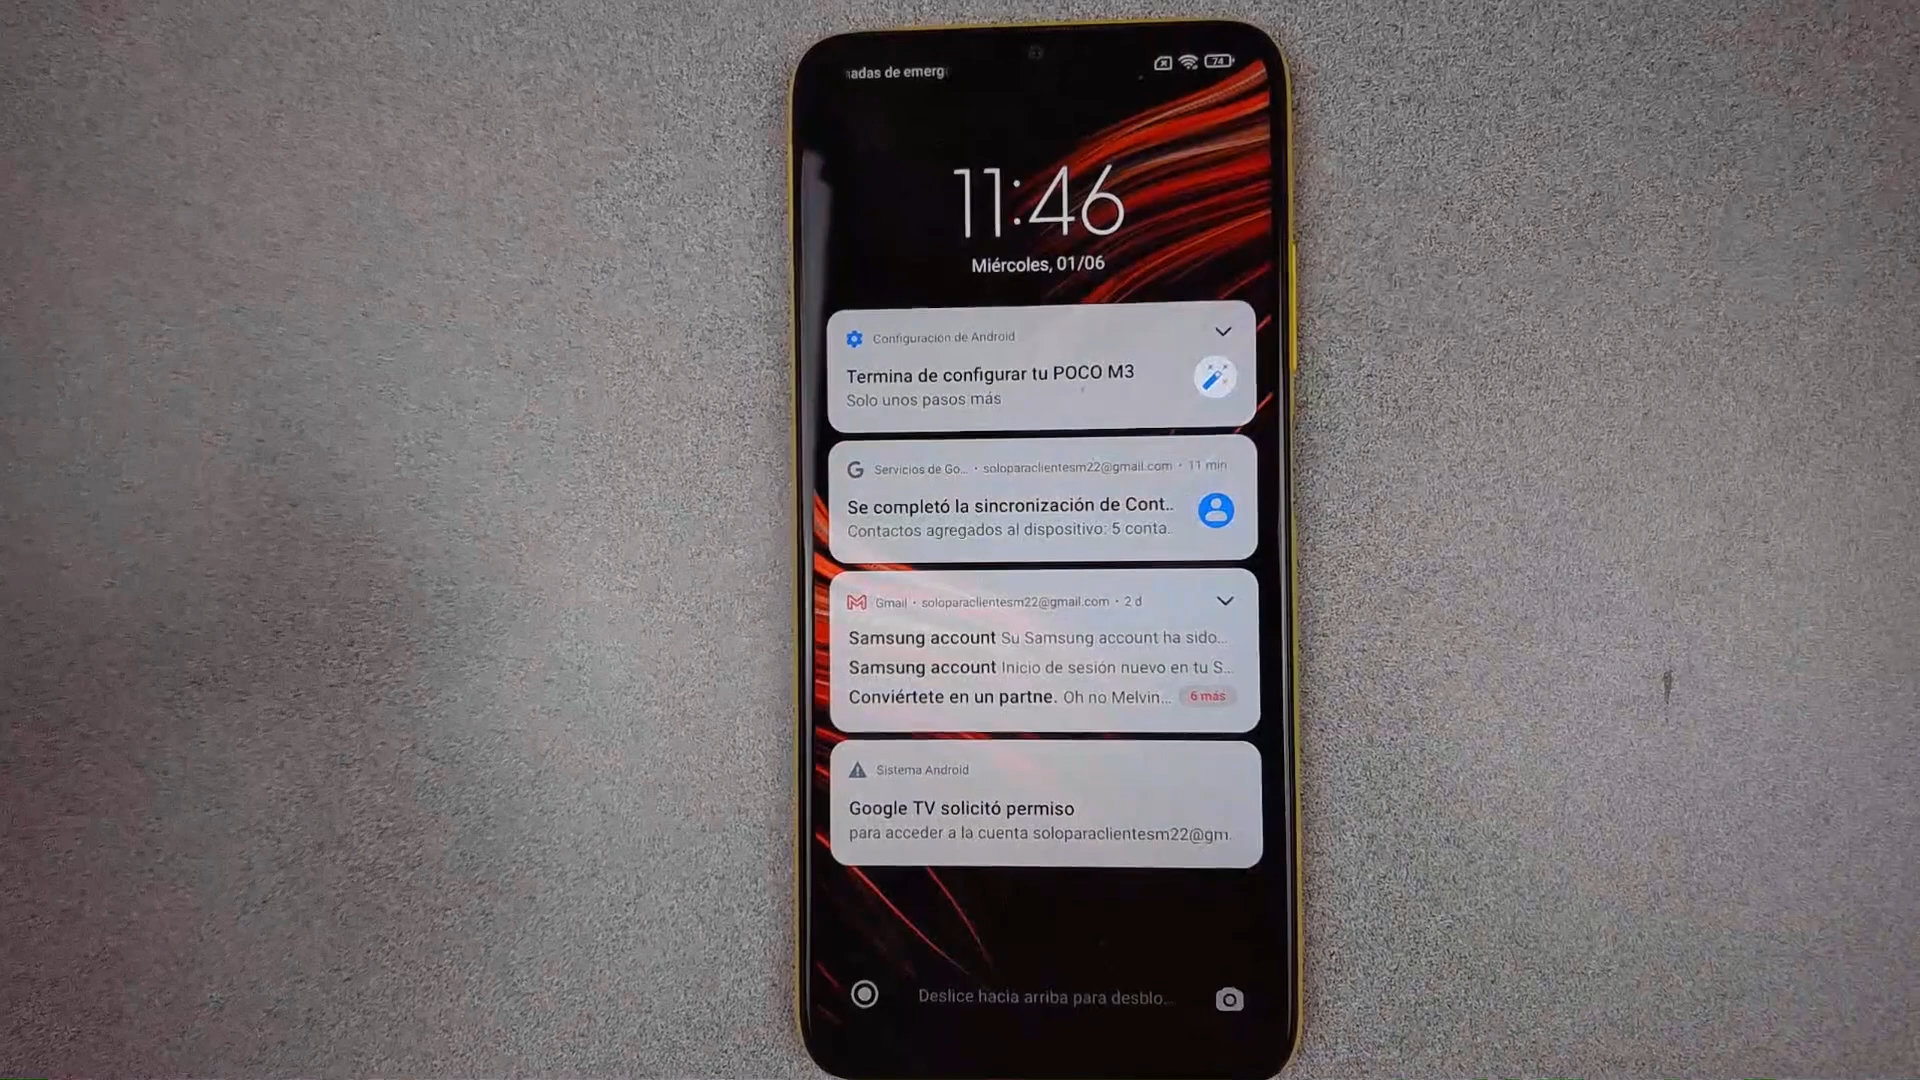 adas de emerg
74
11:46
Miércoles, 01/06
Configuracion de Android
Termina de configurar tu POCO M3
Solo unos pasos más
Servicios de Go... • soloparaclientesm22@gmail.com • 11 min
Se completó la sincronización de Cont..
Contactos agregados al dispositivo: 5 conta.
Gmail • soloparaclientesm22@gmail.com • 2 d
Samsung account Su Samsung account ha sido...
Samsung account Inicio de sesión nuevo en tu S...
Conviértete en un partne. Oh no Melvin... 6 más
Sistema Android
Google TV solicitó permiso
para acceder a la cuenta soloparaclientesm22@gm.
Deslice hacia arriba para desblo...